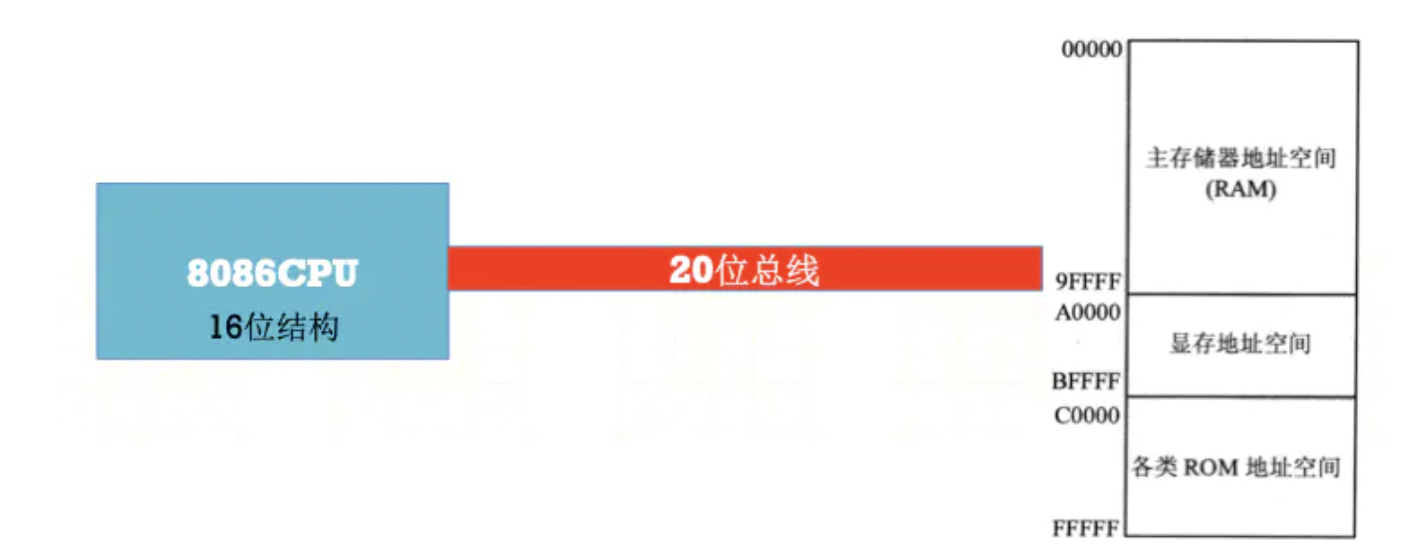 00000
主存储器地址空间
(RAM)
8086CPU
20位总线
9FFFF
A0000
16位结构
显存地址空间
BFFFF
C0000
各类 ROM 地址空间
FFFFF